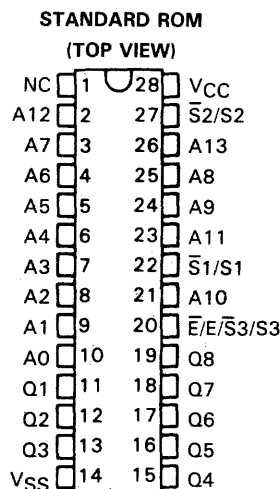 STANDARD ROM
(TOP VIEW)
NC 1 28 VCC
A12 2 27 S̅2/S2
A7 3 26 A13
A6 4 25 A8
A5 5 24 A9
A4 6 23 A11
A3 7 22 S̅1/S1
A2 8 21 A10
A1 9 20 E̅/E/S̅3/S3
A0 10 19 Q8
Q1 11 18 Q7
Q2 12 17 Q6
Q3 13 16 Q5
VSS 14 15 Q4